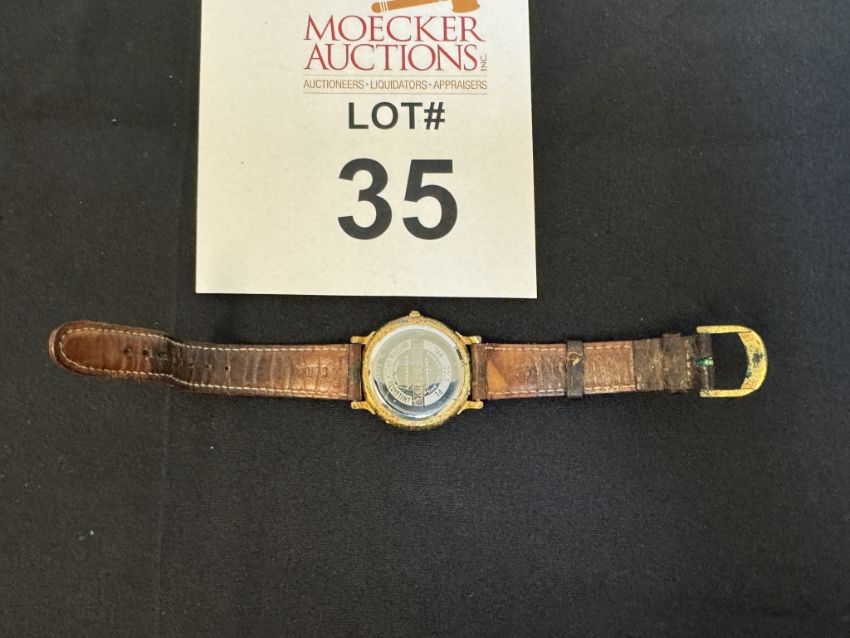 MOECKER
AUCTIONS INC.
AUCTIONEERS • LIQUIDATORS • APPRAISERS
LOT#
35